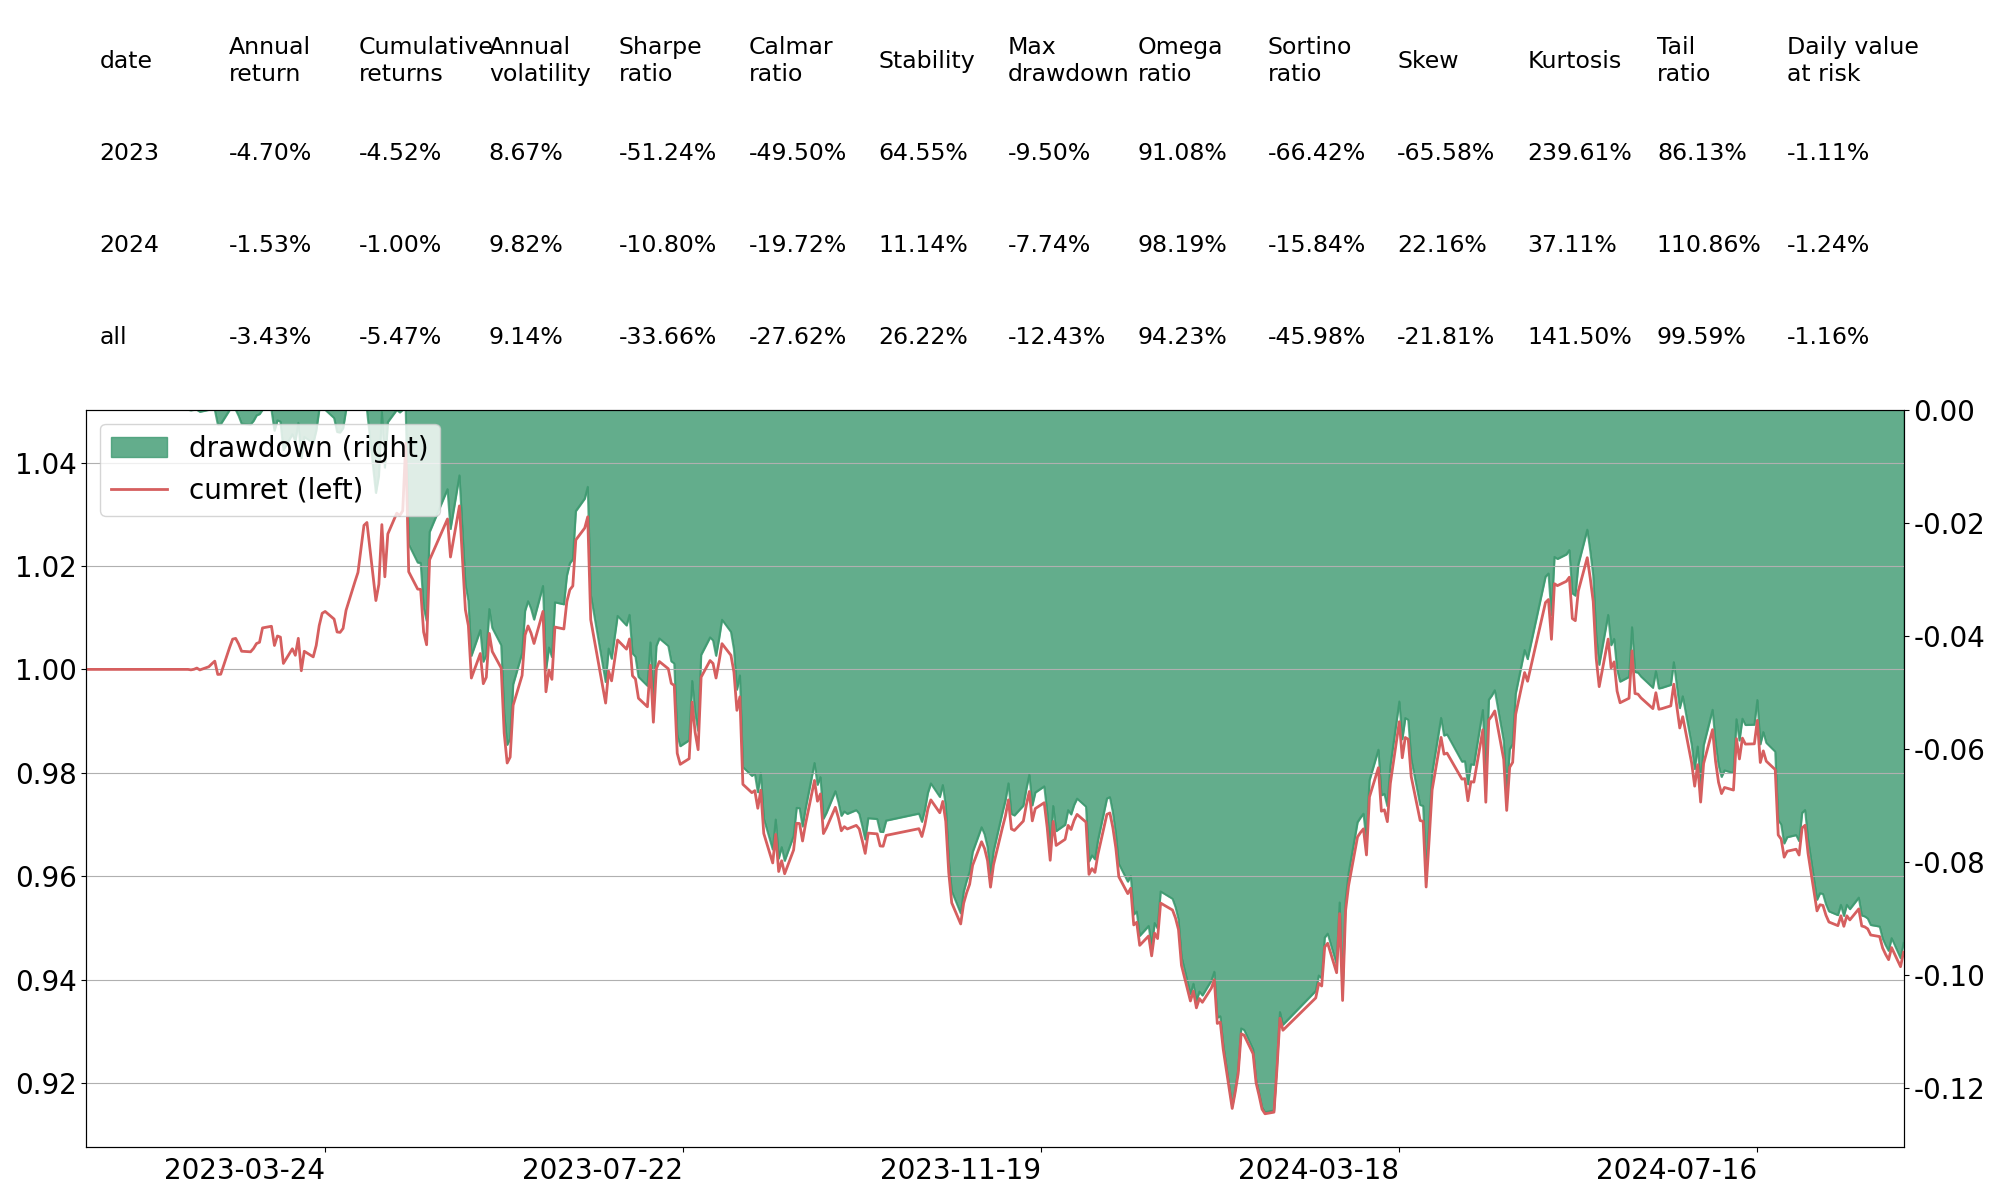 date Annual return Cumulative returns Annual volatility Sharpe ratio Calmar ratio Stability Max drawdown Omega ratio Sortino ratio Skew Kurtosis Tail ratio Daily value at risk
2023 -4.70% -4.52% 8.67% -51.24% -49.50% 64.55% -9.50% 91.08% -66.42% -65.58% 239.61% 86.13% -1.11%
2024 -1.53% -1.00% 9.82% -10.80% -19.72% 11.14% -7.74% 98.19% -15.84% 22.16% 37.11% 110.86% -1.24%
all -3.43% -5.47% 9.14% -33.66% -27.62% 26.22% -12.43% 94.23% -45.98% -21.81% 141.50% 99.59% -1.16%
drawdown (right)
cumret (left)
1.04
1.02
1.00
0.98
0.96
0.94
0.92
0.00
-0.02
-0.04
-0.06
-0.08
-0.10
-0.12
2023-03-24 2023-07-22 2023-11-19 2024-03-18 2024-07-16